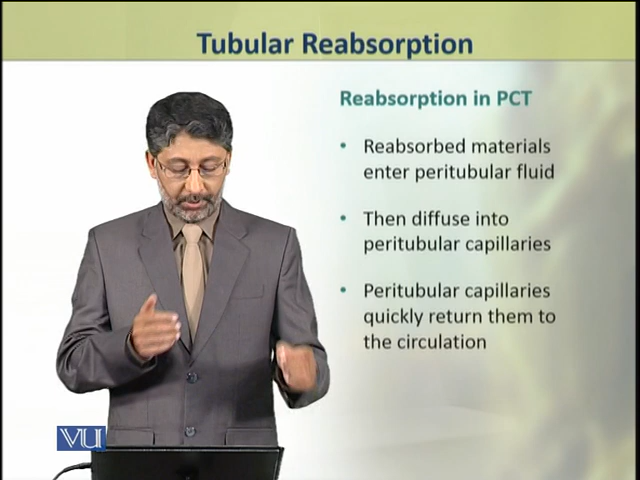 Tubular Reabsorption
Reabsorption in PCT
• Reabsorbed materials
enter peritubular fluid
• Then diffuse into
peritubular capillaries
• Peritubular capillaries
quickly return them to
the circulation
VU